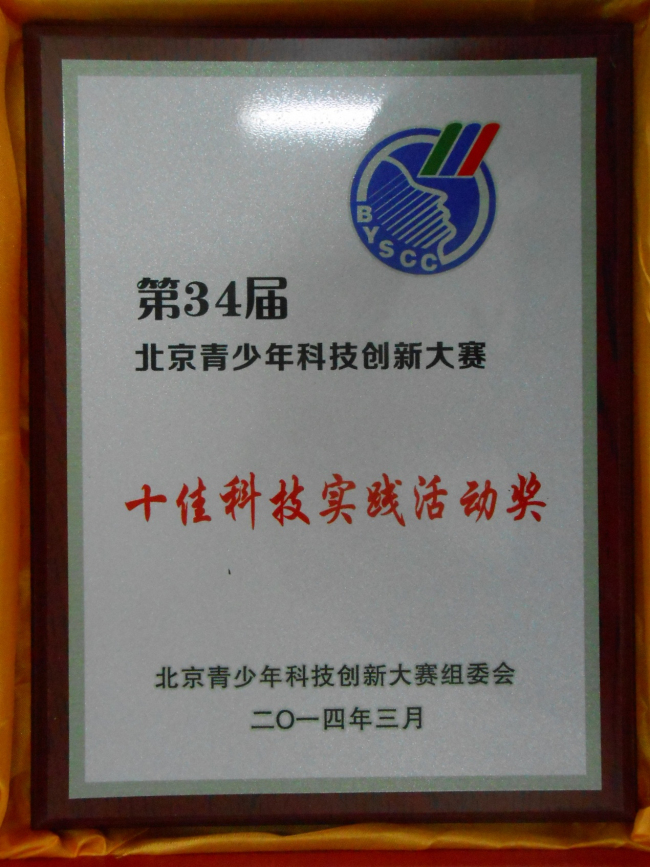 BYSCC
第34届
北京青少年科技创新大赛
十佳科技实践活动奖
北京青少年科技创新大赛组委会
二〇一四年三月